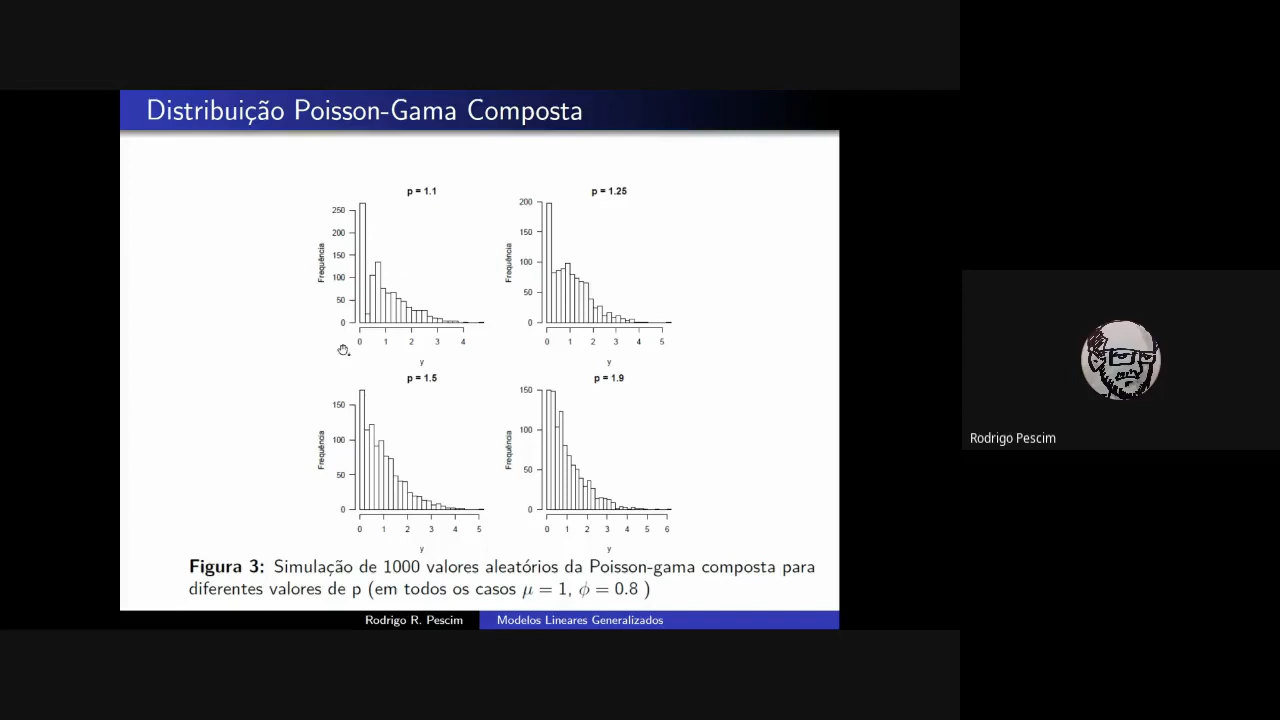 Distribuição Poisson-Gama Composta
p = 1.1
Frequência
250
200
150
100
50
0
0 1 2 3 4
y
p = 1.25
Frequência
200
150
100
50
0
0 1 2 3 4 5
y
p = 1.5
Frequência
150
100
50
0
0 1 2 3 4 5
y
p = 1.9
Frequência
150
100
50
0
0 1 2 3 4 5 6
y
Figura 3: Simulação de 1000 valores aleatórios da Poisson-gama composta para
diferentes valores de p (em todos os casos μ = 1, ϕ = 0.8 )
Rodrigo R. Pescim Modelos Lineares Generalizados
Rodrigo Pescim